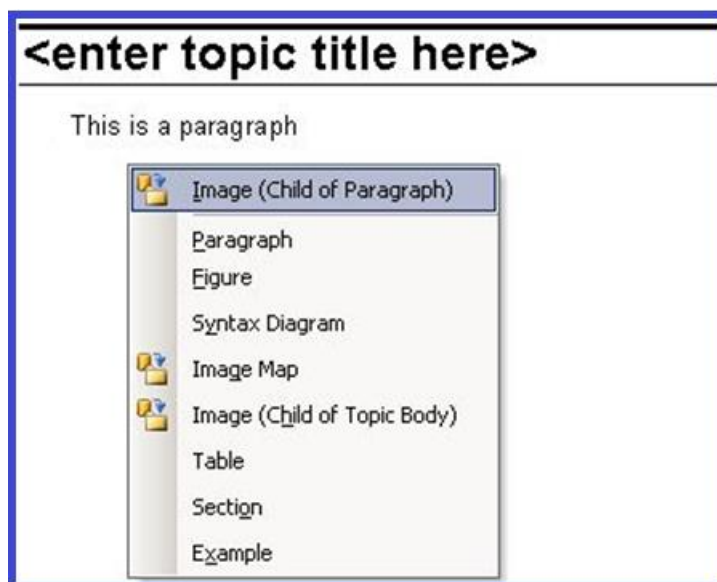 <enter topic title here>
This is a paragraph
Image (Child of Paragraph)
Paragraph
Figure
Syntax Diagram
Image Map
Image (Child of Topic Body)
Table
Section
Example